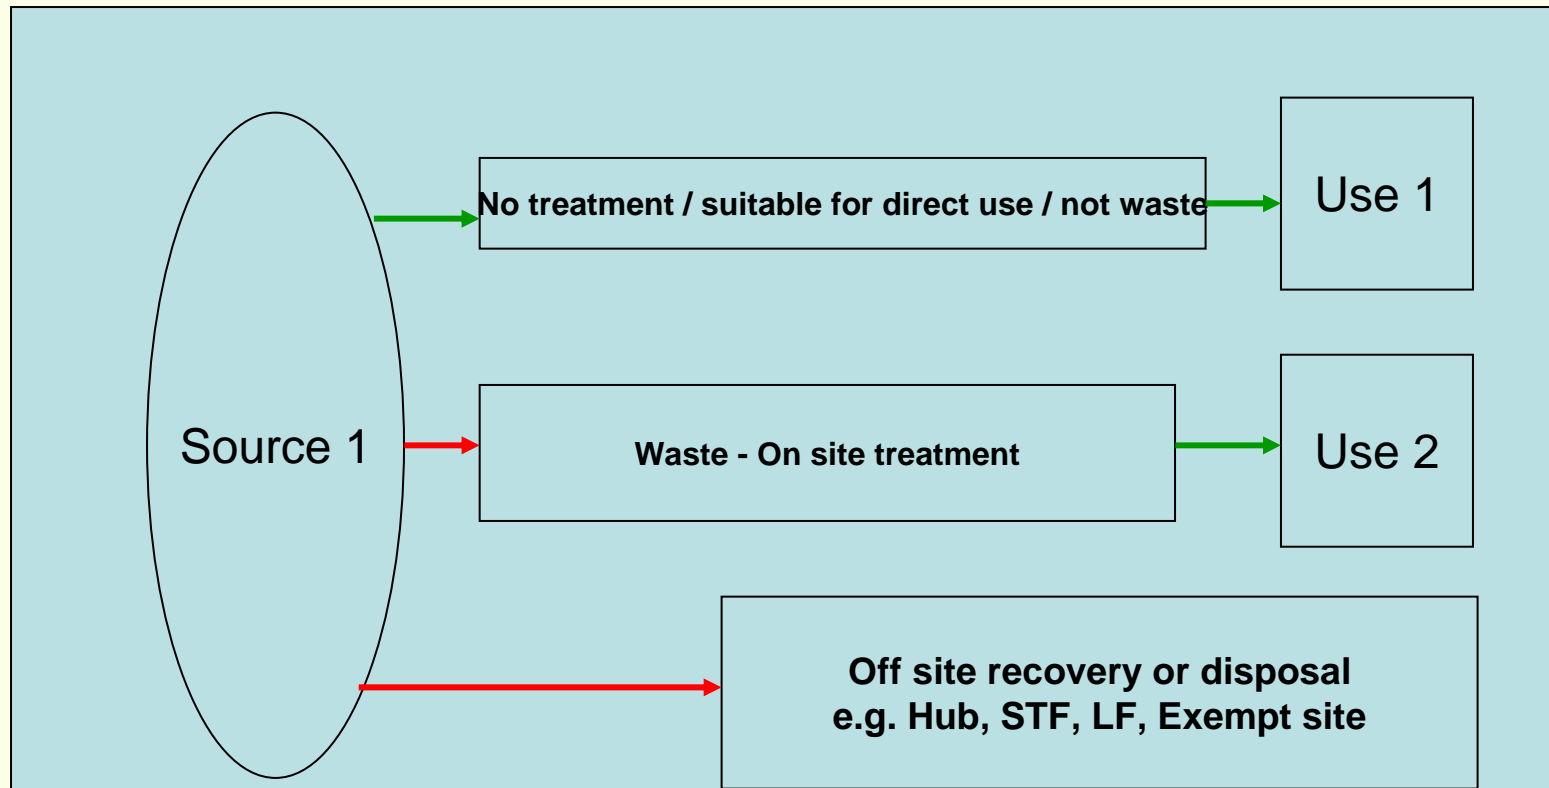 No treatment / suitable for direct use / not waste
Use 1
Source 1
Waste - On site treatment
Use 2
Off site recovery or disposal
e.g. Hub, STF, LF, Exempt site